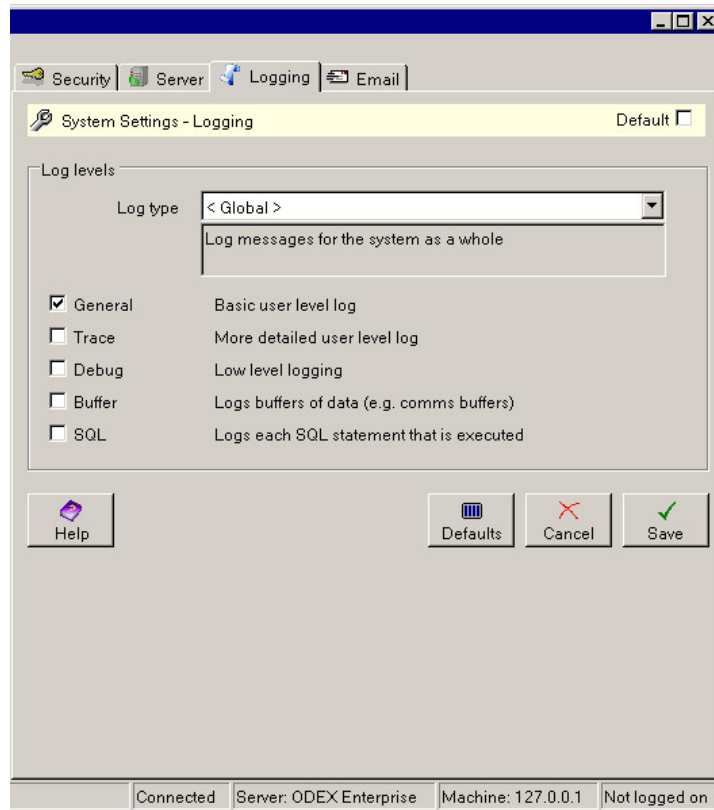 Security Server Logging Email
System Settings - Logging Default
Log levels
Log type < Global >
Log messages for the system as a whole
General Basic user level log
Trace More detailed user level log
Debug Low level logging
Buffer Logs buffers of data (e.g. comms buffers)
SQL Logs each SQL statement that is executed
Help Defaults Cancel Save
Connected Server: ODEX Enterprise Machine: 127.0.0.1 Not logged on